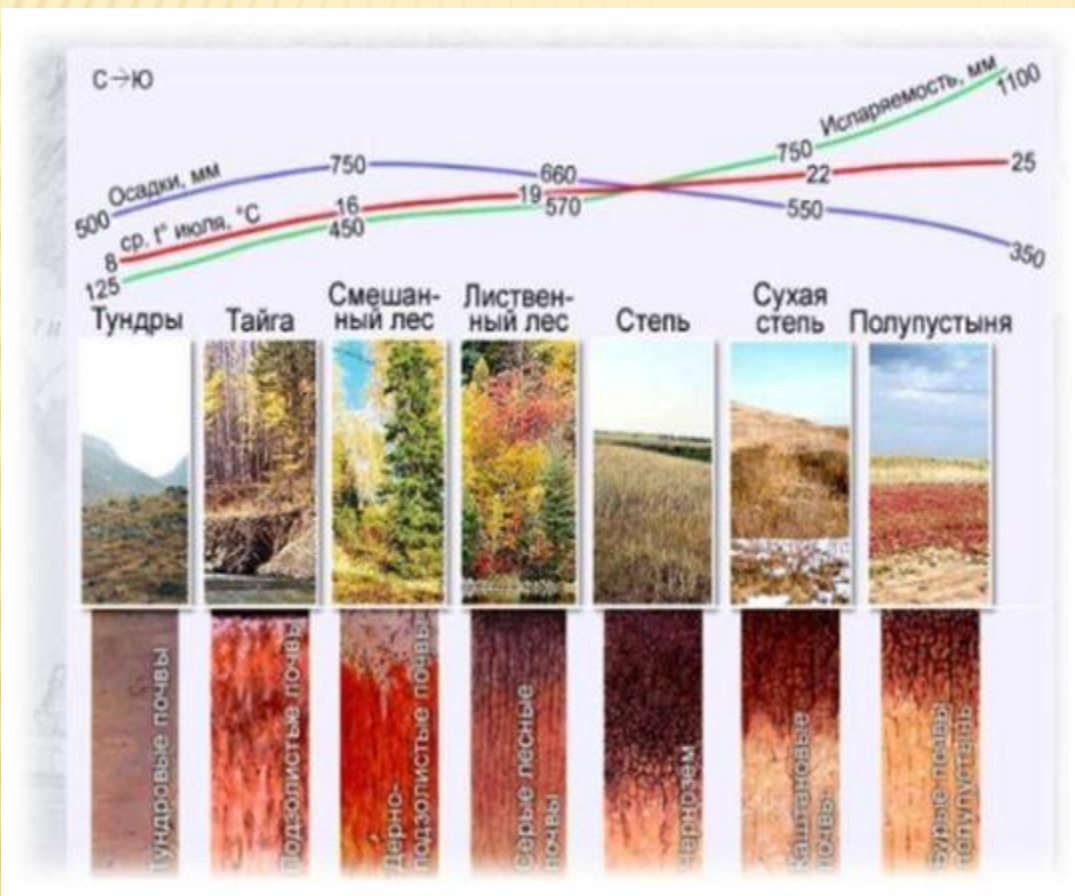 С→Ю
Осадки, мм
ср. t° июля, °С
Испаряемость, мм
500
750
660
550
350
8
16
19
22
25
125
450
570
750
1100
Тундры
Тайга
Смешан-
ный лес
Листвен-
ный лес
Степь
Сухая
степь
Полупустыня
Тундровые почвы
Подзолистые почвы
Дерно-
подзолистые почвы
Серые лесные
почвы
Чернозем
Каштановые
почвы
Бурые почвы
полупустынь